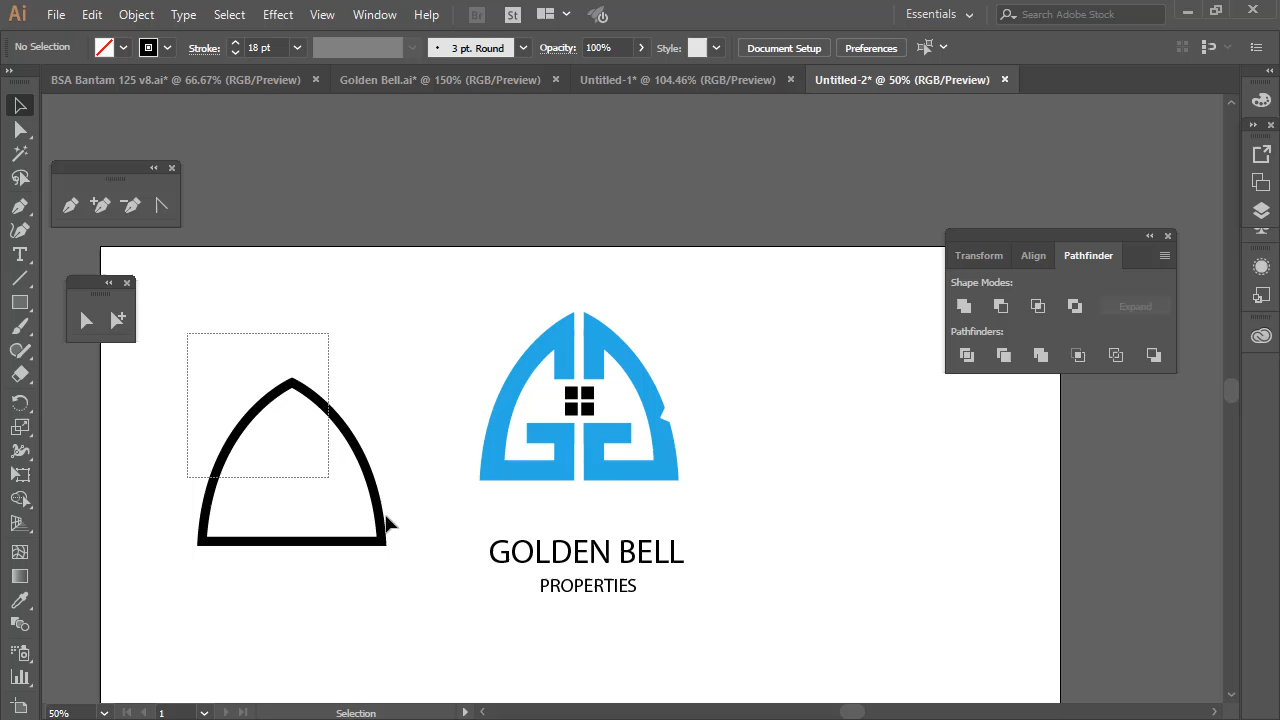 Ai File Edit Object Type Select Effect View Window Help Br St Essentials Search Adobe Stock
No Selection Stroke: 18 pt 3 pt. Round Opacity: 100% Style: Document Setup Preferences
BSA Bantam 125 v8.ai* @ 66.67% (RGB/Preview) Golden Bell.ai* @ 150% (RGB/Preview) Untitled-1* @ 104.46% (RGB/Preview) Untitled-2* @ 50% (RGB/Preview)
Transform Align Pathfinder
Shape Modes:
Expand
Pathfinders:
GOLDEN BELL
PROPERTIES
50% 1 Selection